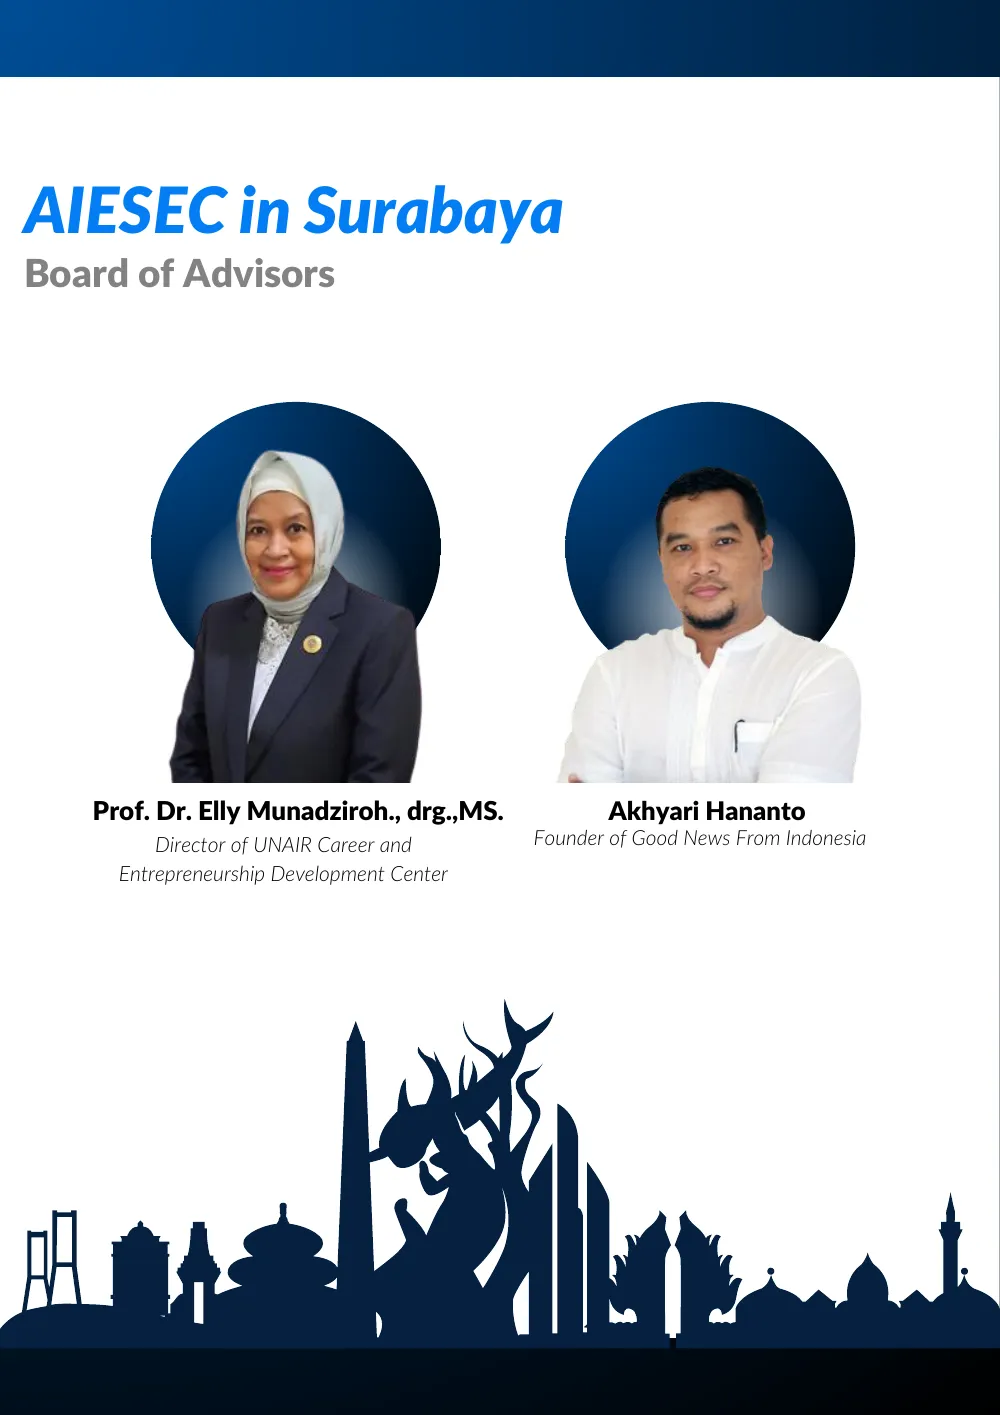 AIESEC in Surabaya
Board of Advisors
Prof. Dr. Elly Munadziroh., drg.,MS.
Director of UNAIR Career and
Entrepreneurship Development Center
Akhyari Hananto
Founder of Good News From Indonesia